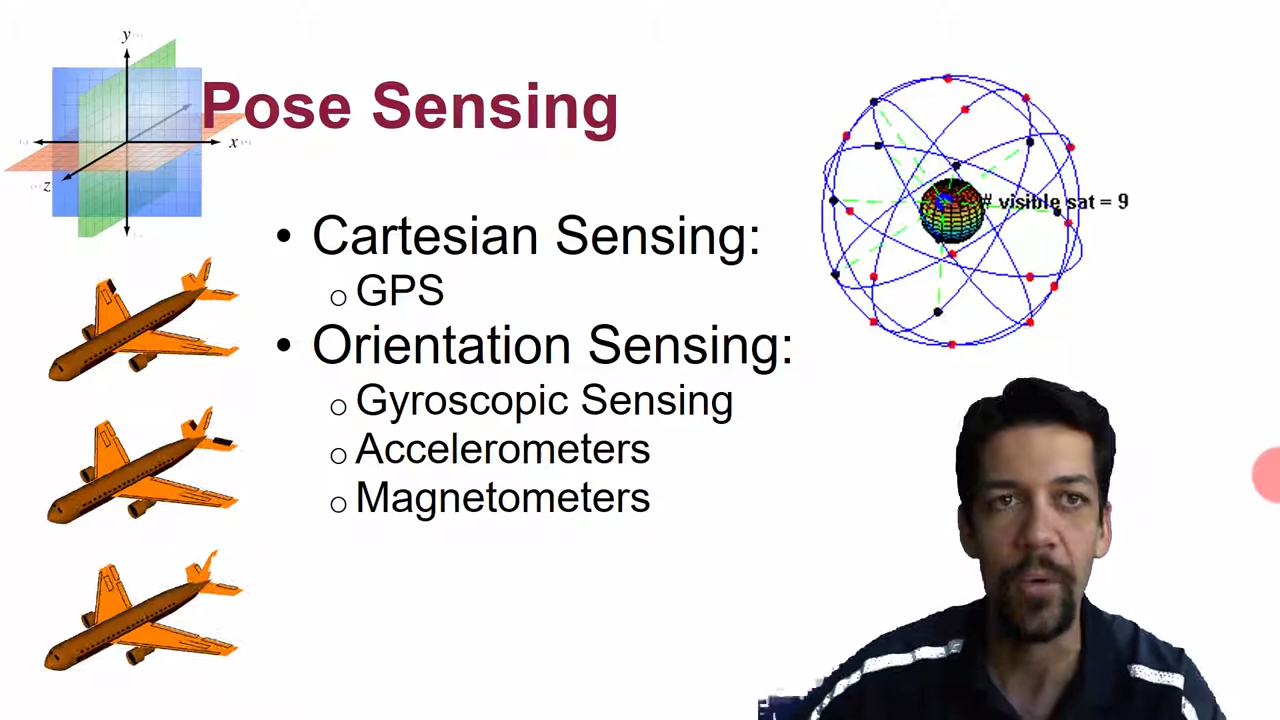 y
Pose Sensing
x
z
# visible sat = 9
• Cartesian Sensing:
o GPS
• Orientation Sensing:
o Gyroscopic Sensing
o Accelerometers
o Magnetometers